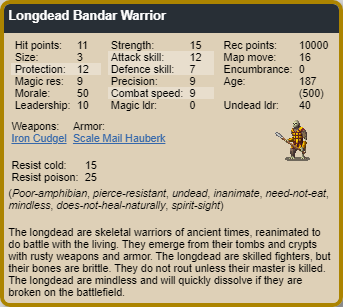 Longdead Bandar Warrior
Hit points: 11 Strength: 15 Rec points: 10000
Size: 3 Attack skill: 12 Map move: 16
Protection: 12 Defence skill: 7 Encumbrance: 0
Magic res: 9 Precision: 9 Age: 187
Morale: 50 Combat speed: 9 (500)
Leadership: 10 Magic ldr: 0 Undead ldr: 40
Weapons: Armor:
Iron Cudgel Scale Mail Hauberk
Resist cold: 15
Resist poison: 25
(Poor-amphibian, pierce-resistant, undead, inanimate, need-not-eat,
mindless, does-not-heal-naturally, spirit-sight)
The longdead are skeletal warriors of ancient times, reanimated to
do battle with the living. They emerge from their tombs and crypts
with rusty weapons and armor. The longdead are skilled fighters, but
their bones are brittle. They do not rout unless their master is killed.
The longdead are mindless and will quickly dissolve if they are
broken on the battlefield.